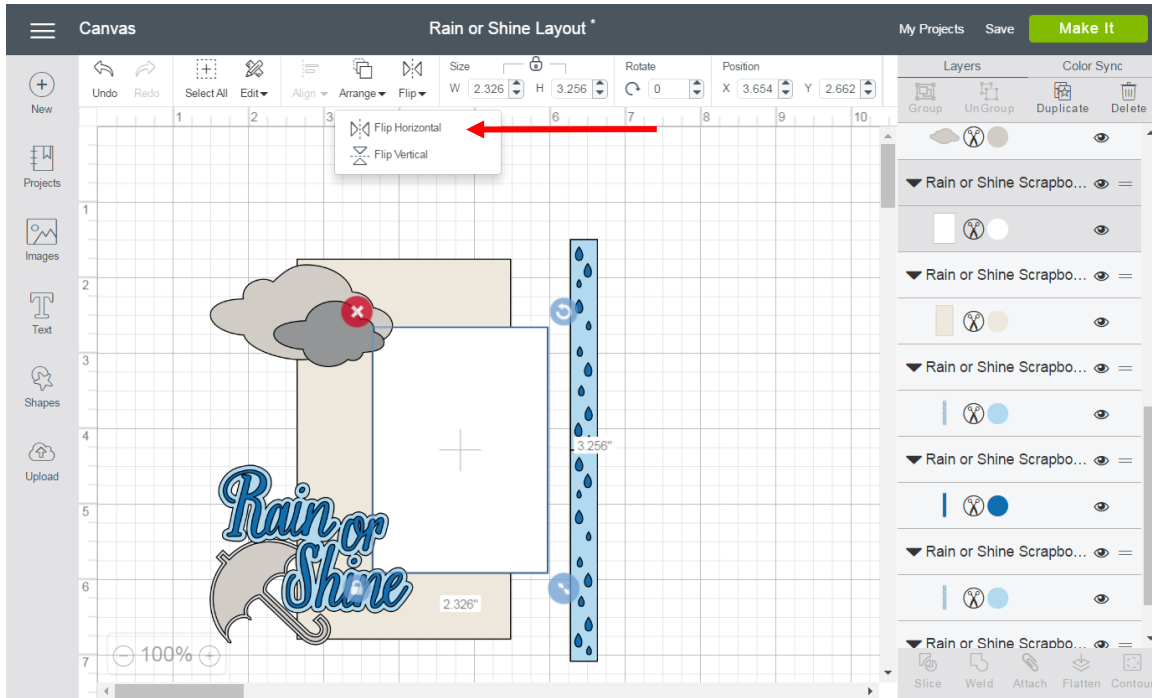 Canvas
Rain or Shine Layout *
My Projects Save Make It
Undo Redo Select All Edit Align Arrange Flip
Size
W 2.326 H 3.256
Rotate
0
Position
X 3.654 Y 2.662
Layers Color Sync
Group UnGroup Duplicate Delete
New
Projects
Images
Text
Shapes
Upload
Flip Horizontal
Flip Vertical
1 2 3 6 7 8 9 10
1
2
3
4
5
6
7
3.256"
2.326"
Rain or
Shine
100%
Rain or Shine Scrapbo...
Rain or Shine Scrapbo...
Rain or Shine Scrapbo...
Rain or Shine Scrapbo...
Rain or Shine Scrapbo...
Rain or Shine Scrapbo...
Slice Weld Attach Flatten Contour